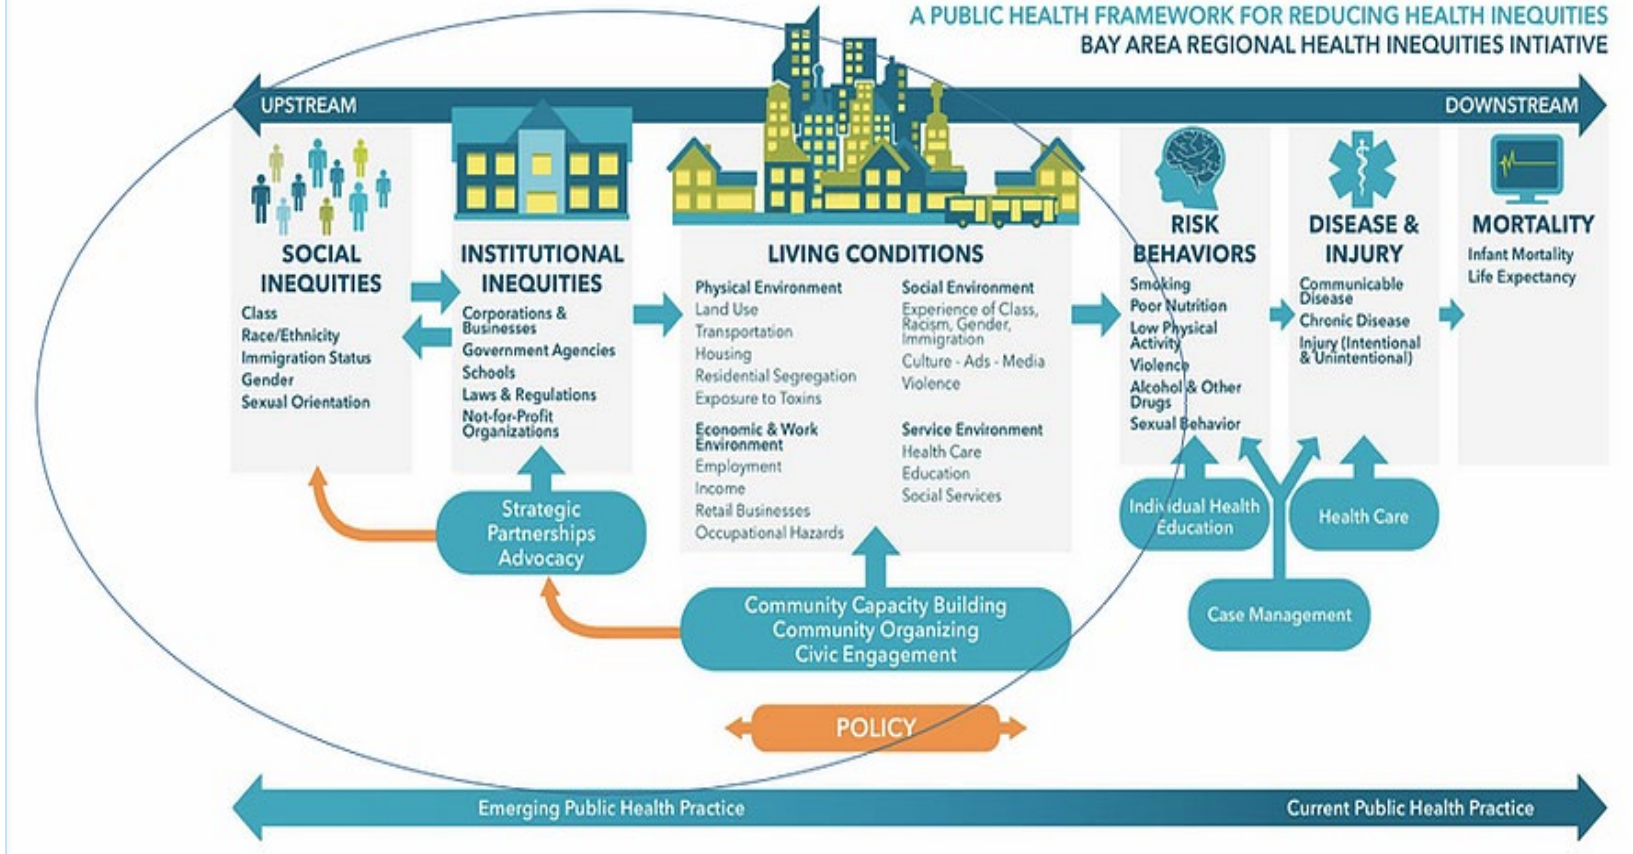 A PUBLIC HEALTH FRAMEWORK FOR REDUCING HEALTH INEQUITIES
BAY AREA REGIONAL HEALTH INEQUITIES INTIATIVE
UPSTREAM
DOWNSTREAM
SOCIAL
INEQUITIES
Class
Race/Ethnicity
Immigration Status
Gender
Sexual Orientation
INSTITUTIONAL
INEQUITIES
Corporations &
Businesses
Government Agencies
Schools
Laws & Regulations
Not-for-Profit
Organizations
LIVING CONDITIONS
Physical Environment
Land Use
Transportation
Housing
Residential Segregation
Exposure to Toxins
Economic & Work
Environment
Employment
Income
Retail Businesses
Occupational Hazards
Social Environment
Experience of Class,
Racism, Gender,
Immigration
Culture - Ads - Media
Violence
Service Environment
Health Care
Education
Social Services
RISK
BEHAVIORS
Smoking
Poor Nutrition
Low Physical
Activity
Violence
Alcohol & Other
Drugs
Sexual Behavior
DISEASE &
INJURY
Communicable
Disease
Chronic Disease
Injury (Intentional
& Unintentional)
MORTALITY
Infant Mortality
Life Expectancy
Strategic
Partnerships
Advocacy
Community Capacity Building
Community Organizing
Civic Engagement
Individual Health
Education
Health Care
Case Management
POLICY
Emerging Public Health Practice
Current Public Health Practice